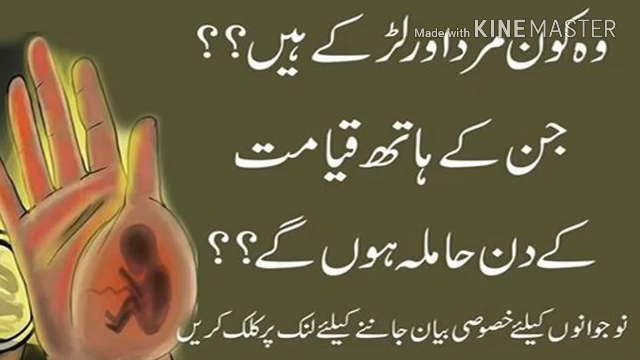 Made with KINEMASTER
وہ کون مرد اور لڑکے ہیں؟؟
جن کے ہاتھ قیامت
کے دن حاملہ ہوں گے؟؟
نوجوانوں کیلئے خصوصی بیان جاننے کیلئے لنک پر کلک کریں